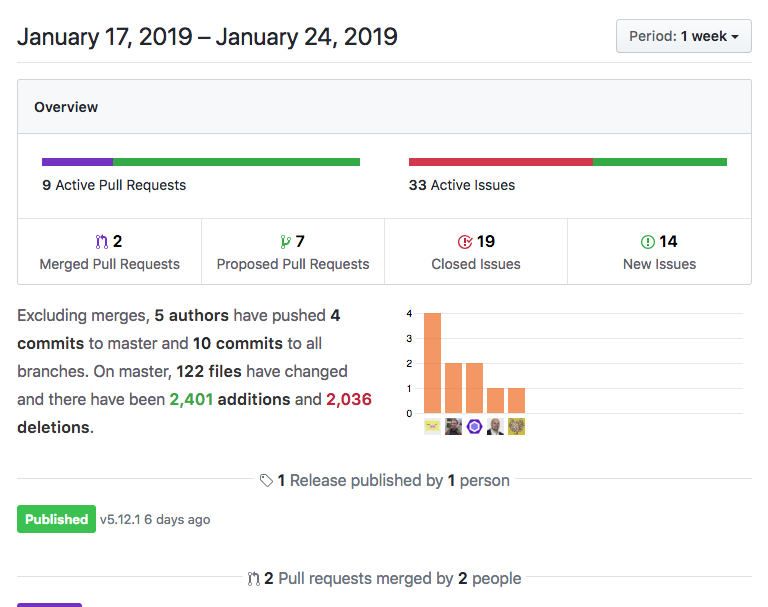 January 17, 2019 – January 24, 2019
Period: 1 week
Overview
9 Active Pull Requests
33 Active Issues
2
Merged Pull Requests
7
Proposed Pull Requests
19
Closed Issues
14
New Issues
Excluding merges, 5 authors have pushed 4
commits to master and 10 commits to all
branches. On master, 122 files have changed
and there have been 2,401 additions and 2,036
deletions.
4
3
2
1
0
1 Release published by 1 person
Published v5.12.1 6 days ago
2 Pull requests merged by 2 people